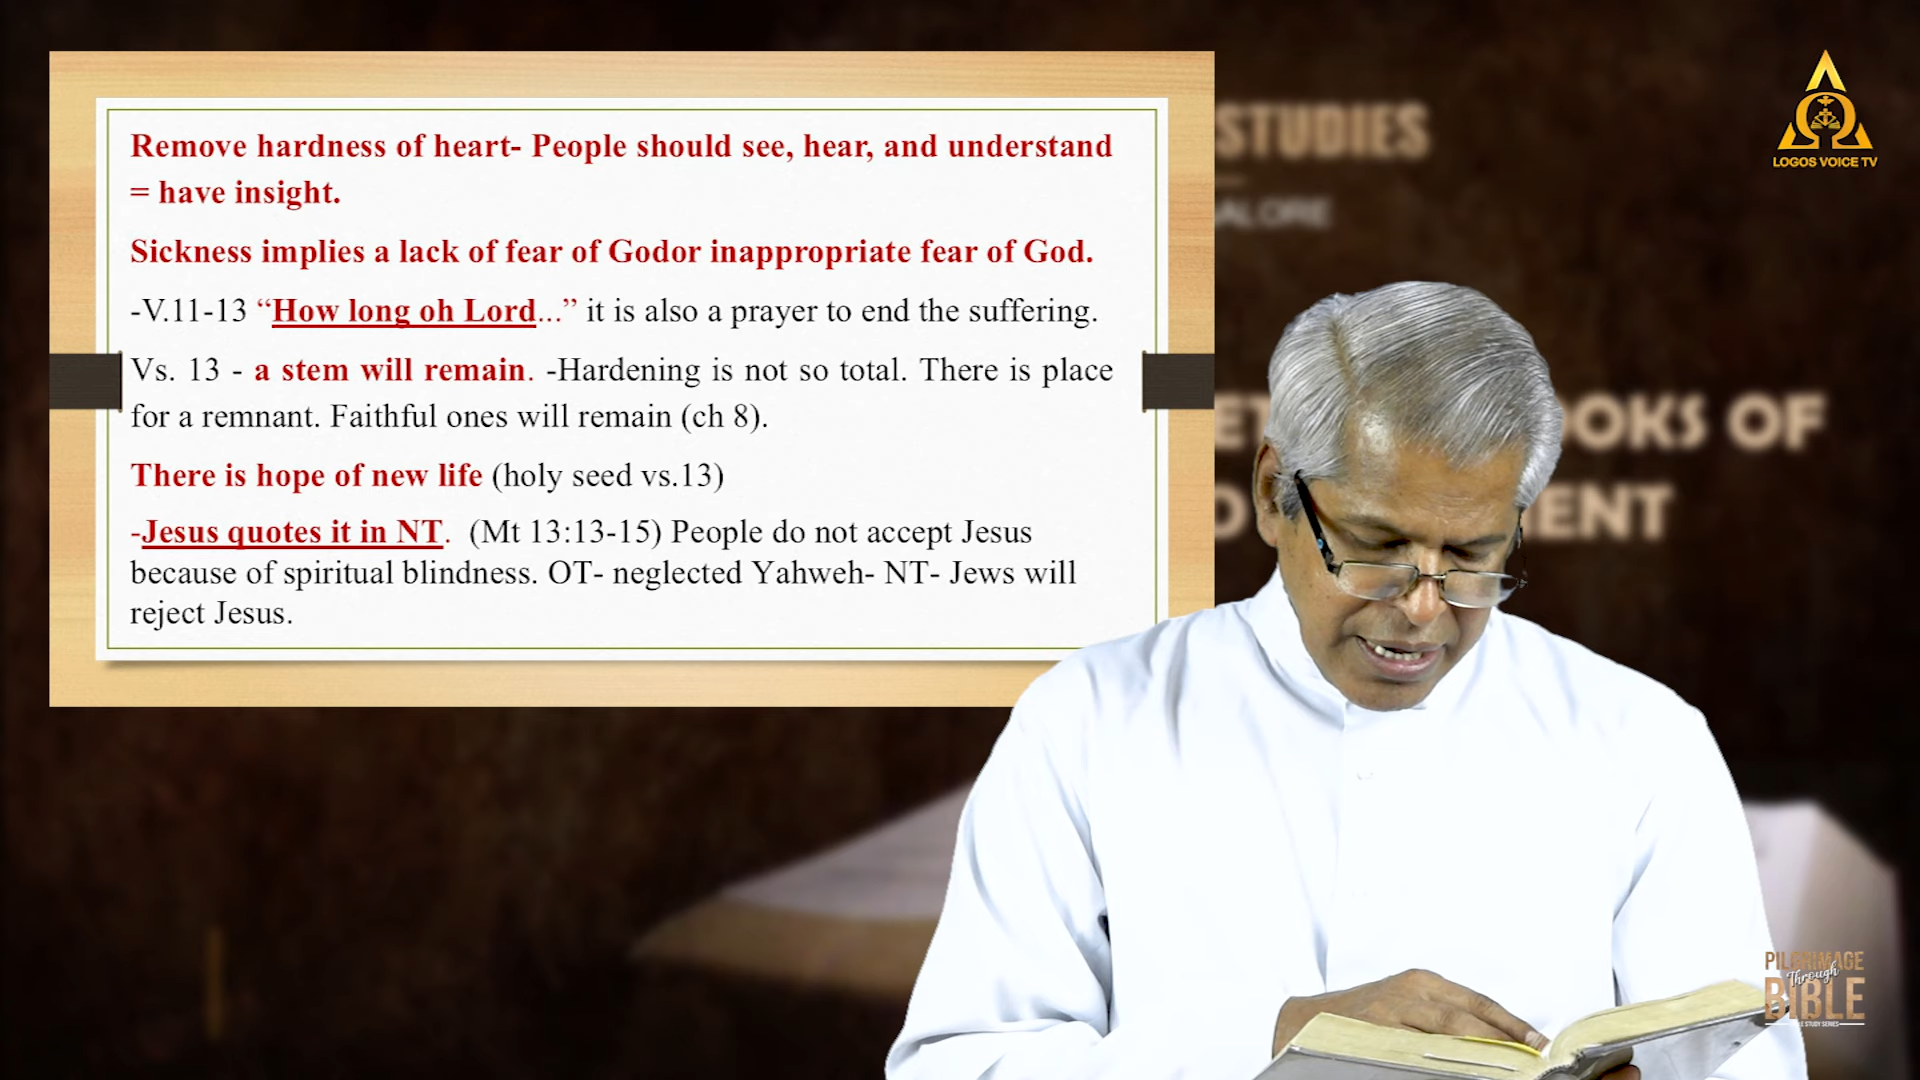 Remove hardness of heart- People should see, hear, and understand
= have insight.
Sickness implies a lack of fear of Godor inappropriate fear of God.
-V.11-13 “How long oh Lord...” it is also a prayer to end the suffering.
Vs. 13 - a stem will remain. -Hardening is not so total. There is place
for a remnant. Faithful ones will remain (ch 8).
There is hope of new life (holy seed vs.13)
-Jesus quotes it in NT. (Mt 13:13-15) People do not accept Jesus
because of spiritual blindness. OT- neglected Yahweh- NT- Jews will
reject Jesus.
STUDIES
OOKS OF
LOGOS VOICE TV
PILGRIMAGE
Through
BIBLE